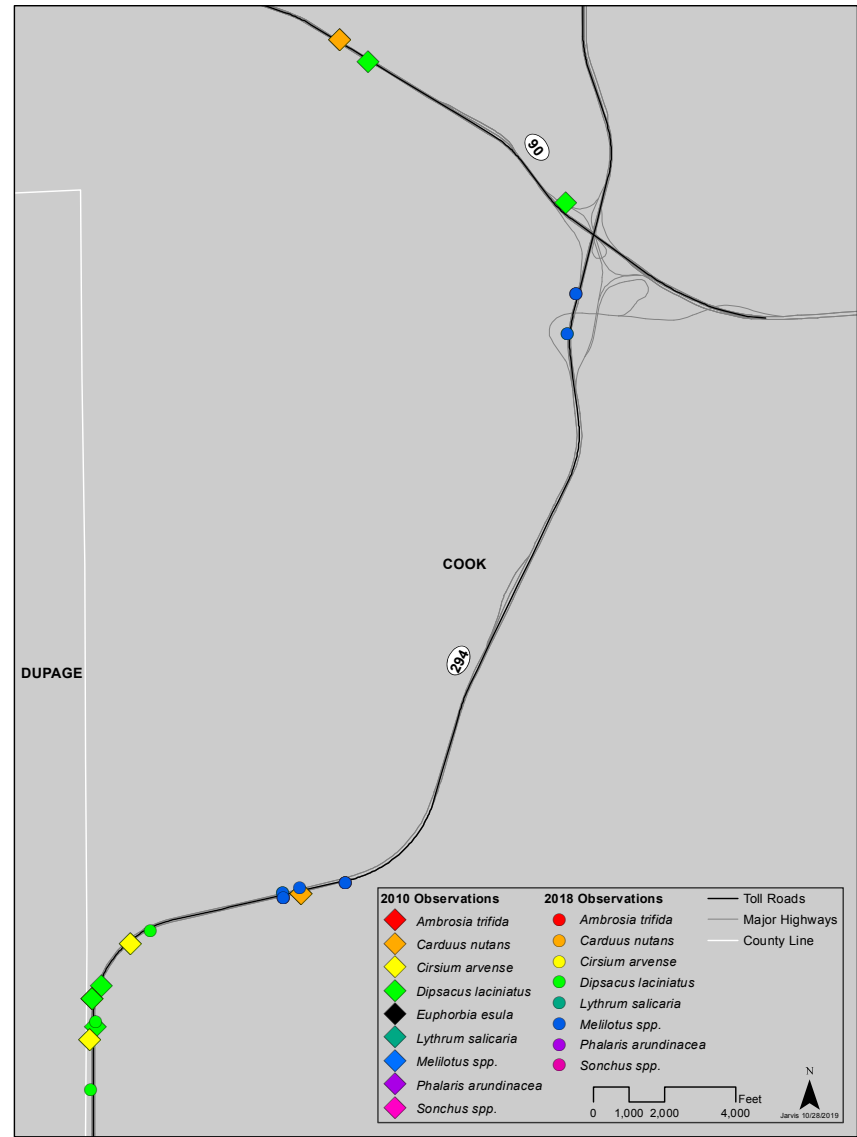 90
COOK
294
DUPAGE
2010 Observations
Ambrosia trifida
Carduus nutans
Cirsium arvense
Dipsacus laciniatus
Euphorbia esula
Lythrum salicaria
Melilotus spp.
Phalaris arundinacea
Sonchus spp.
2018 Observations
Ambrosia trifida
Carduus nutans
Cirsium arvense
Dipsacus laciniatus
Lythrum salicaria
Melilotus spp.
Phalaris arundinacea
Sonchus spp.
Toll Roads
Major Highways
County Line
Feet
0 1,000 2,000 4,000
N
Jarvis 10/28/2019